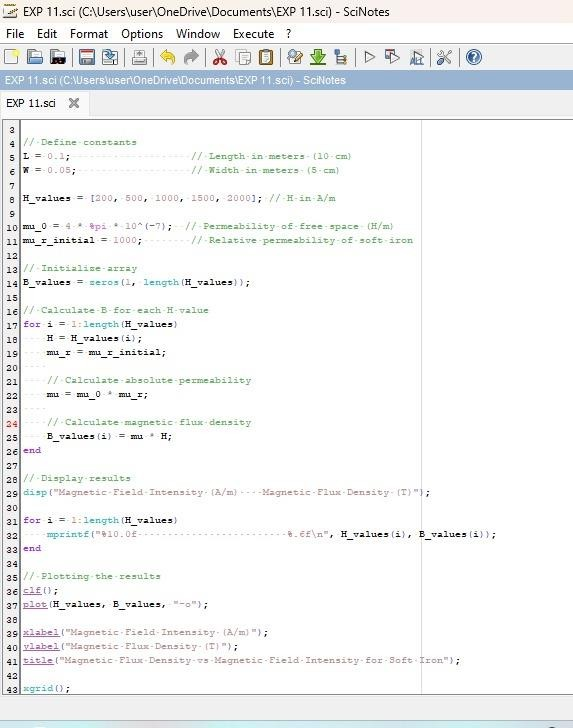 EXP 11.sci (C:\Users\user\OneDrive\Documents\EXP 11.sci) - SciNotes
File Edit Format Options Window Execute ?
EXP 11.sci (C:\Users\user\OneDrive\Documents\EXP 11.sci) - SciNotes
EXP 11.sci
3
4 // Define constants
5 L = 0.1; // Length in meters (10 cm)
6 W = 0.05; // Width in meters (5 cm)
7
8 H_values = [200, 500, 1000, 1500, 2000]; // H in A/m
9
10 mu_0 = 4 * %pi * 10^(-7); // Permeability of free space (H/m)
11 mu_r_initial = 1000; // Relative permeability of soft iron
12
13 // Initialize array
14 B_values = zeros(1, length(H_values));
15
16 // Calculate B for each H value
17 for i = 1:length(H_values)
18 H = H_values(i);
19 mu_r = mu_r_initial;
20
21 // Calculate absolute permeability
22 mu = mu_0 * mu_r;
23
24 // Calculate magnetic flux density
25 B_values(i) = mu * H;
26 end
27
28 // Display results
29 disp("Magnetic Field Intensity (A/m) Magnetic Flux Density (T)");
30
31 for i = 1:length(H_values)
32 mprintf("%10.0f %.6f\n", H_values(i), B_values(i));
33 end
34
35 // Plotting the results
36 clf();
37 plot(H_values, B_values, "-o");
38
39 xlabel("Magnetic Field Intensity (A/m)");
40 ylabel("Magnetic Flux Density (T)");
41 title("Magnetic Flux Density vs Magnetic Field Intensity for Soft Iron");
42
43 xgrid();